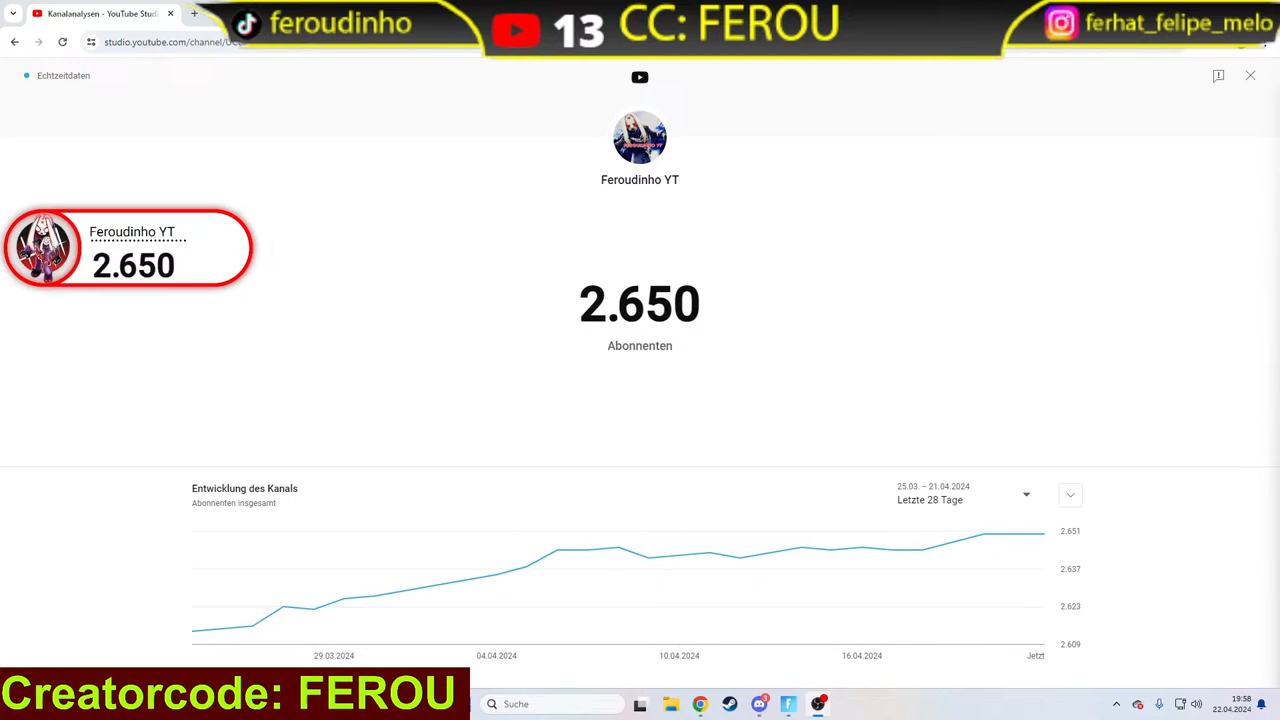 Kanalanalysen - YouTube Stud
feroudinho
13
CC: FEROU
ferhat_felipe_melo
studio.youtube.com/channel/
Echtzeitdaten
Feroudinho YT
Feroudinho YT
2.650
2.650
Abonnenten
Entwicklung des Kanals
Abonnenten insgesamt
25.03. – 21.04.2024
Letzte 28 Tage
2.651
2.637
2.623
2.609
29.03.2024
04.04.2024
10.04.2024
16.04.2024
Jetzt
Creatorcode: FEROU
Suche
19:58
22.04.2024